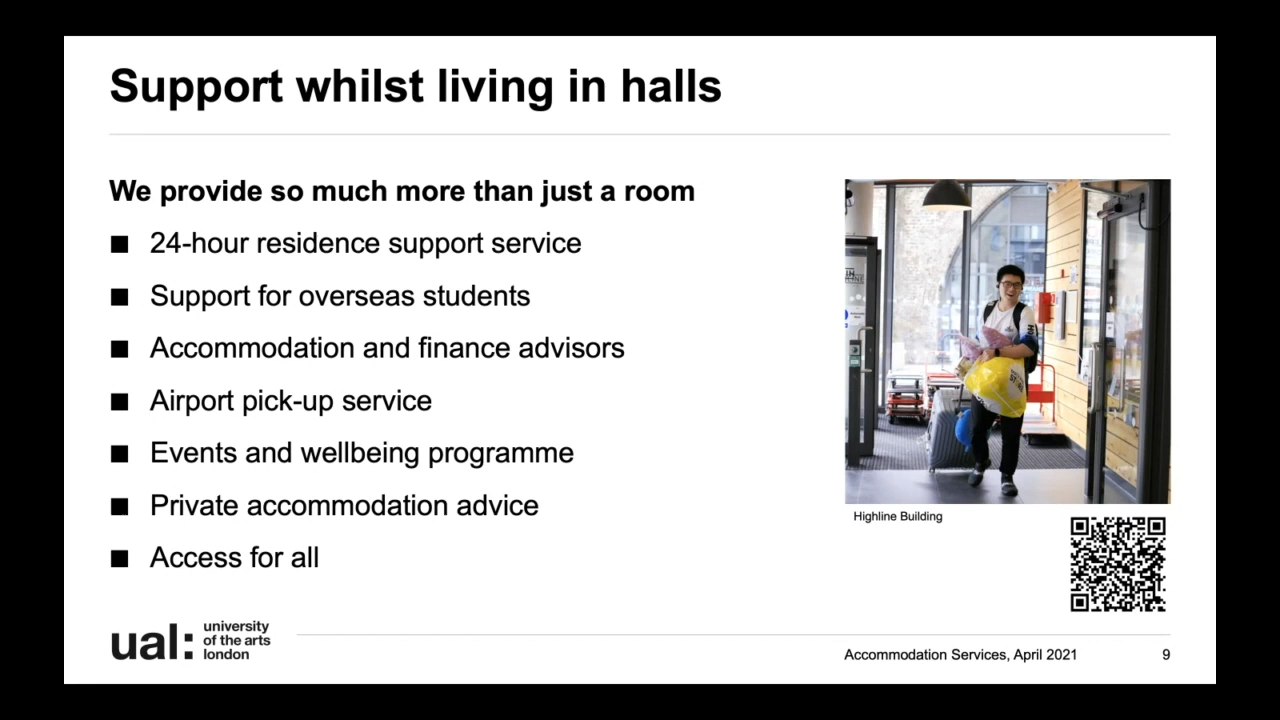 Support whilst living in halls
We provide so much more than just a room
■ 24-hour residence support service
■ Support for overseas students
■ Accommodation and finance advisors
■ Airport pick-up service
■ Events and wellbeing programme
■ Private accommodation advice
■ Access for all
Highline Building
ual:
university
of the arts
london
Accommodation Services, April 2021
9